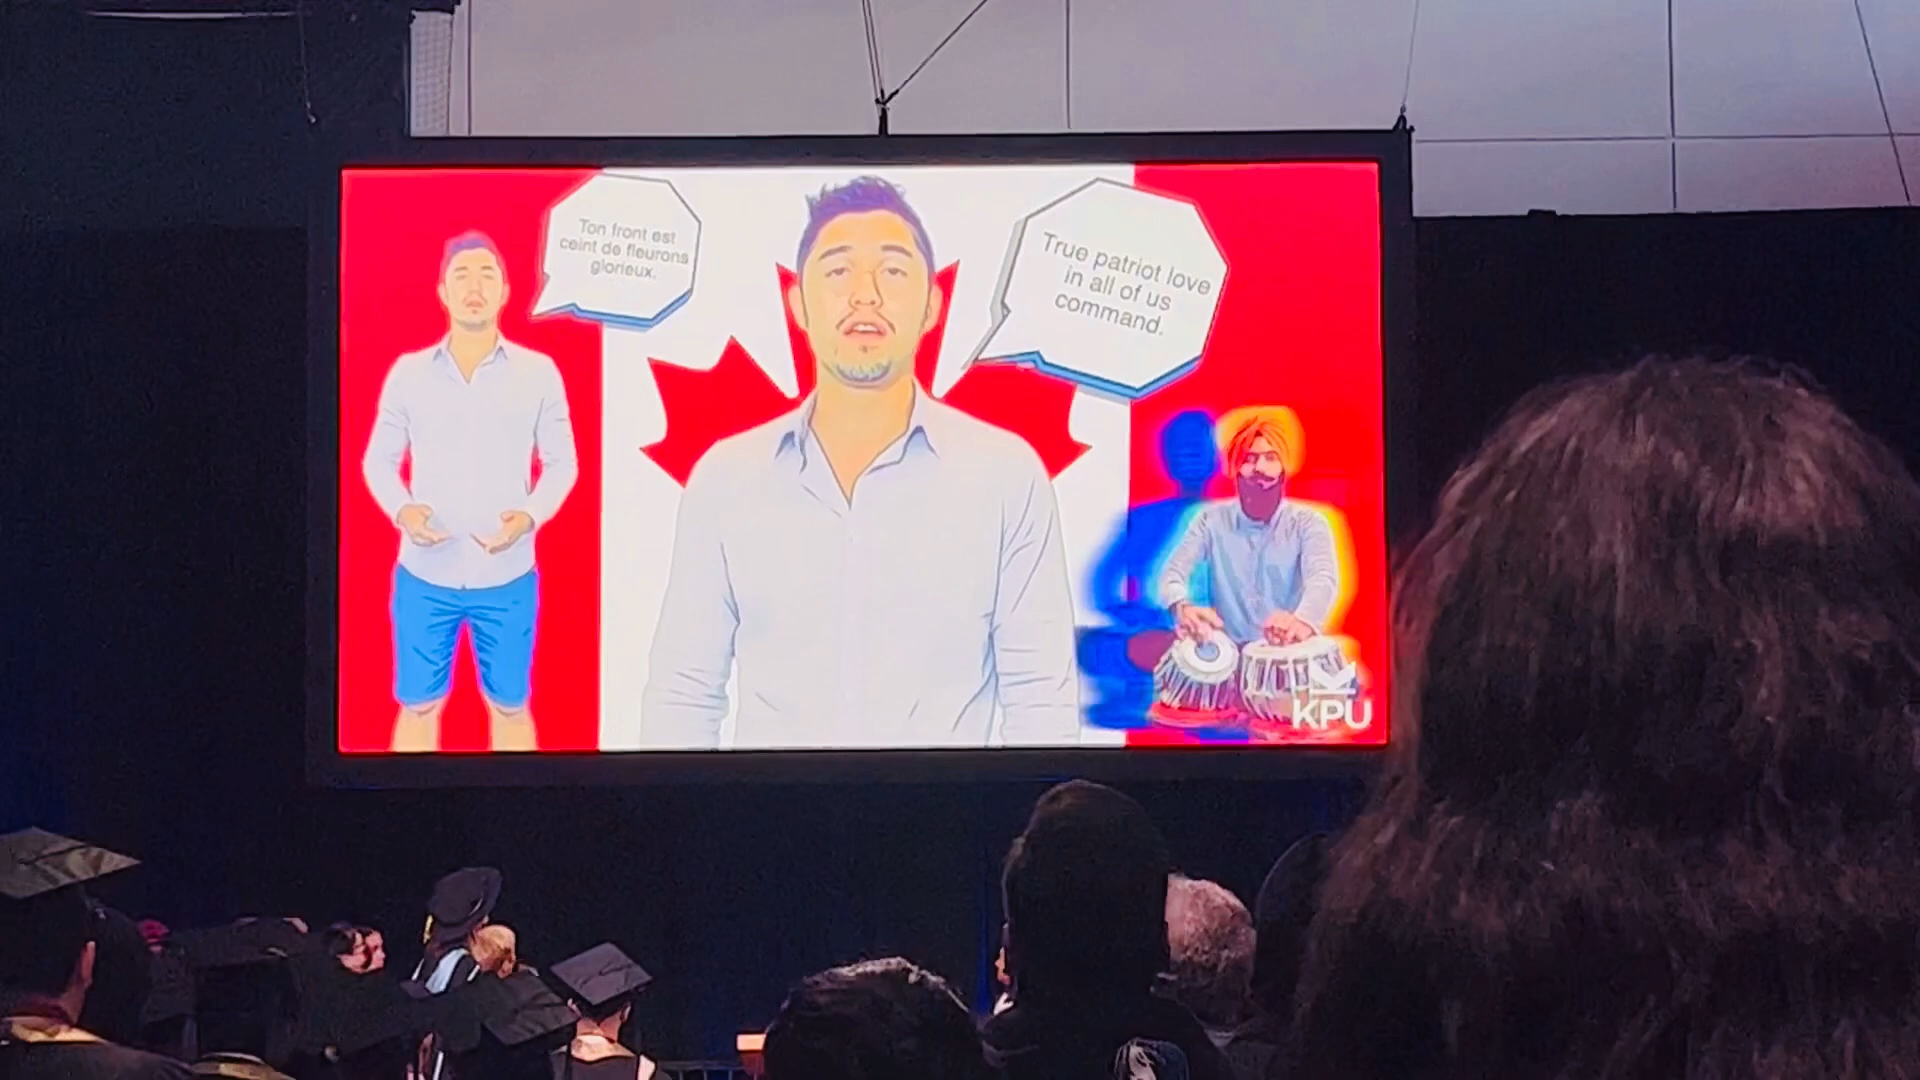 Ton front est
ceint de fleurons
glorieux.
True patriot love
in all of us
command.
KPU